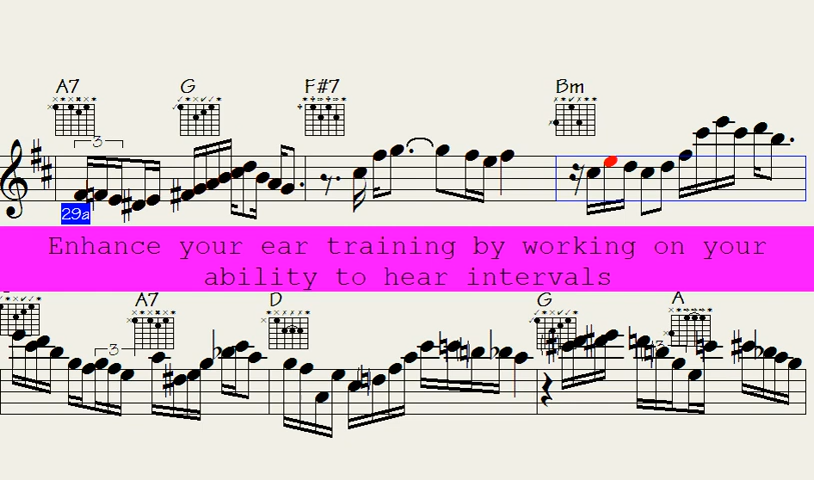 A7 G F#7 Bm
3
29a
Enhance your ear training by working on your
ability to hear intervals
A7 D G A
3 3